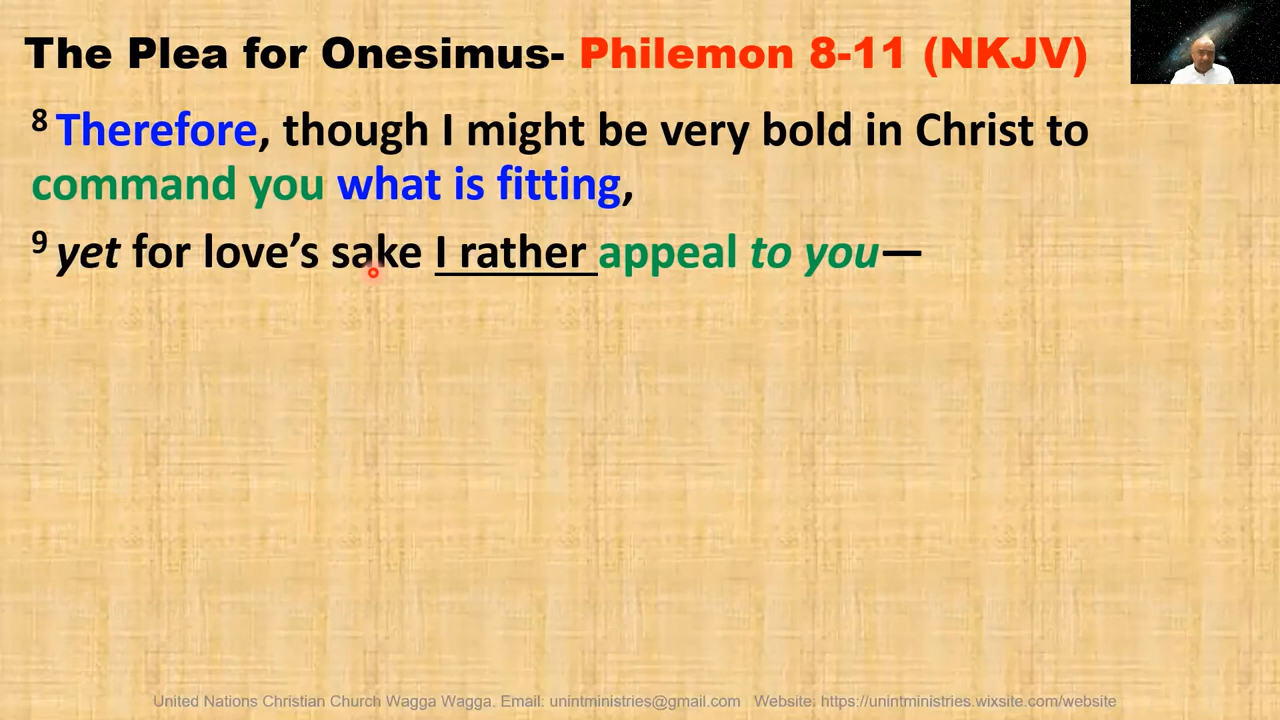 The Plea for Onesimus- Philemon 8-11 (NKJV)
8 Therefore, though I might be very bold in Christ to
command you what is fitting,
9 yet for love’s sake I rather appeal to you—
United Nations Christian Church Wagga Wagga. Email: unintministries@gmail.com Website: https://unintministries.wixsite.com/website